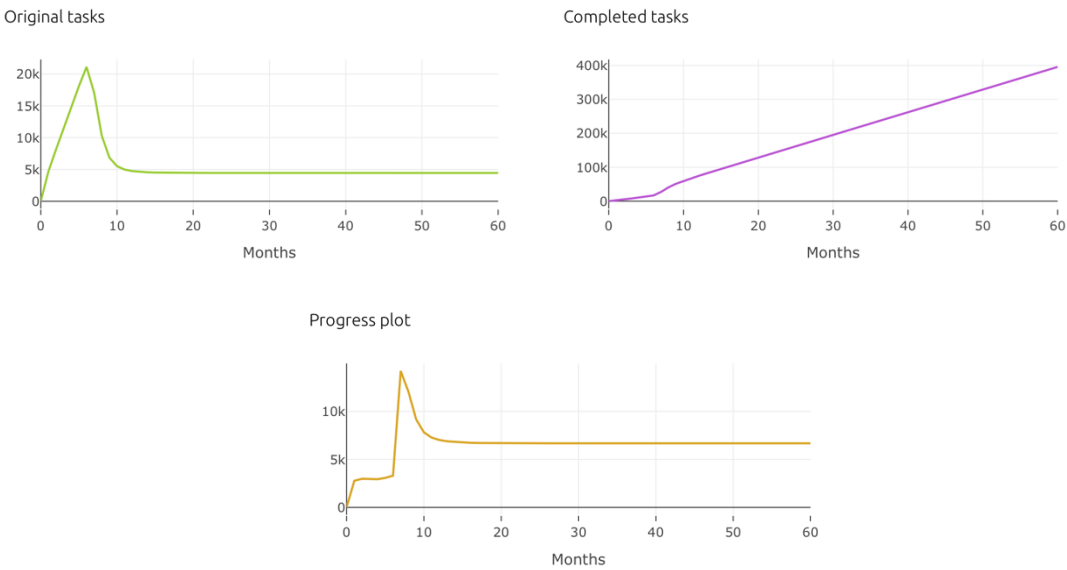 Original tasks
20k
15k
10k
5k
0
0 10 20 30 40 50 60
Months
Completed tasks
400k
300k
200k
100k
0
0 10 20 30 40 50 60
Months
Progress plot
10k
5k
0
0 10 20 30 40 50 60
Months